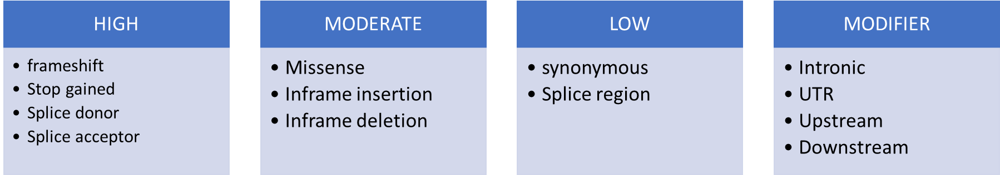 HIGH
• frameshift
• Stop gained
• Splice donor
• Splice acceptor
MODERATE
• Missense
• Inframe insertion
• Inframe deletion
LOW
• synonymous
• Splice region
MODIFIER
• Intronic
• UTR
• Upstream
• Downstream